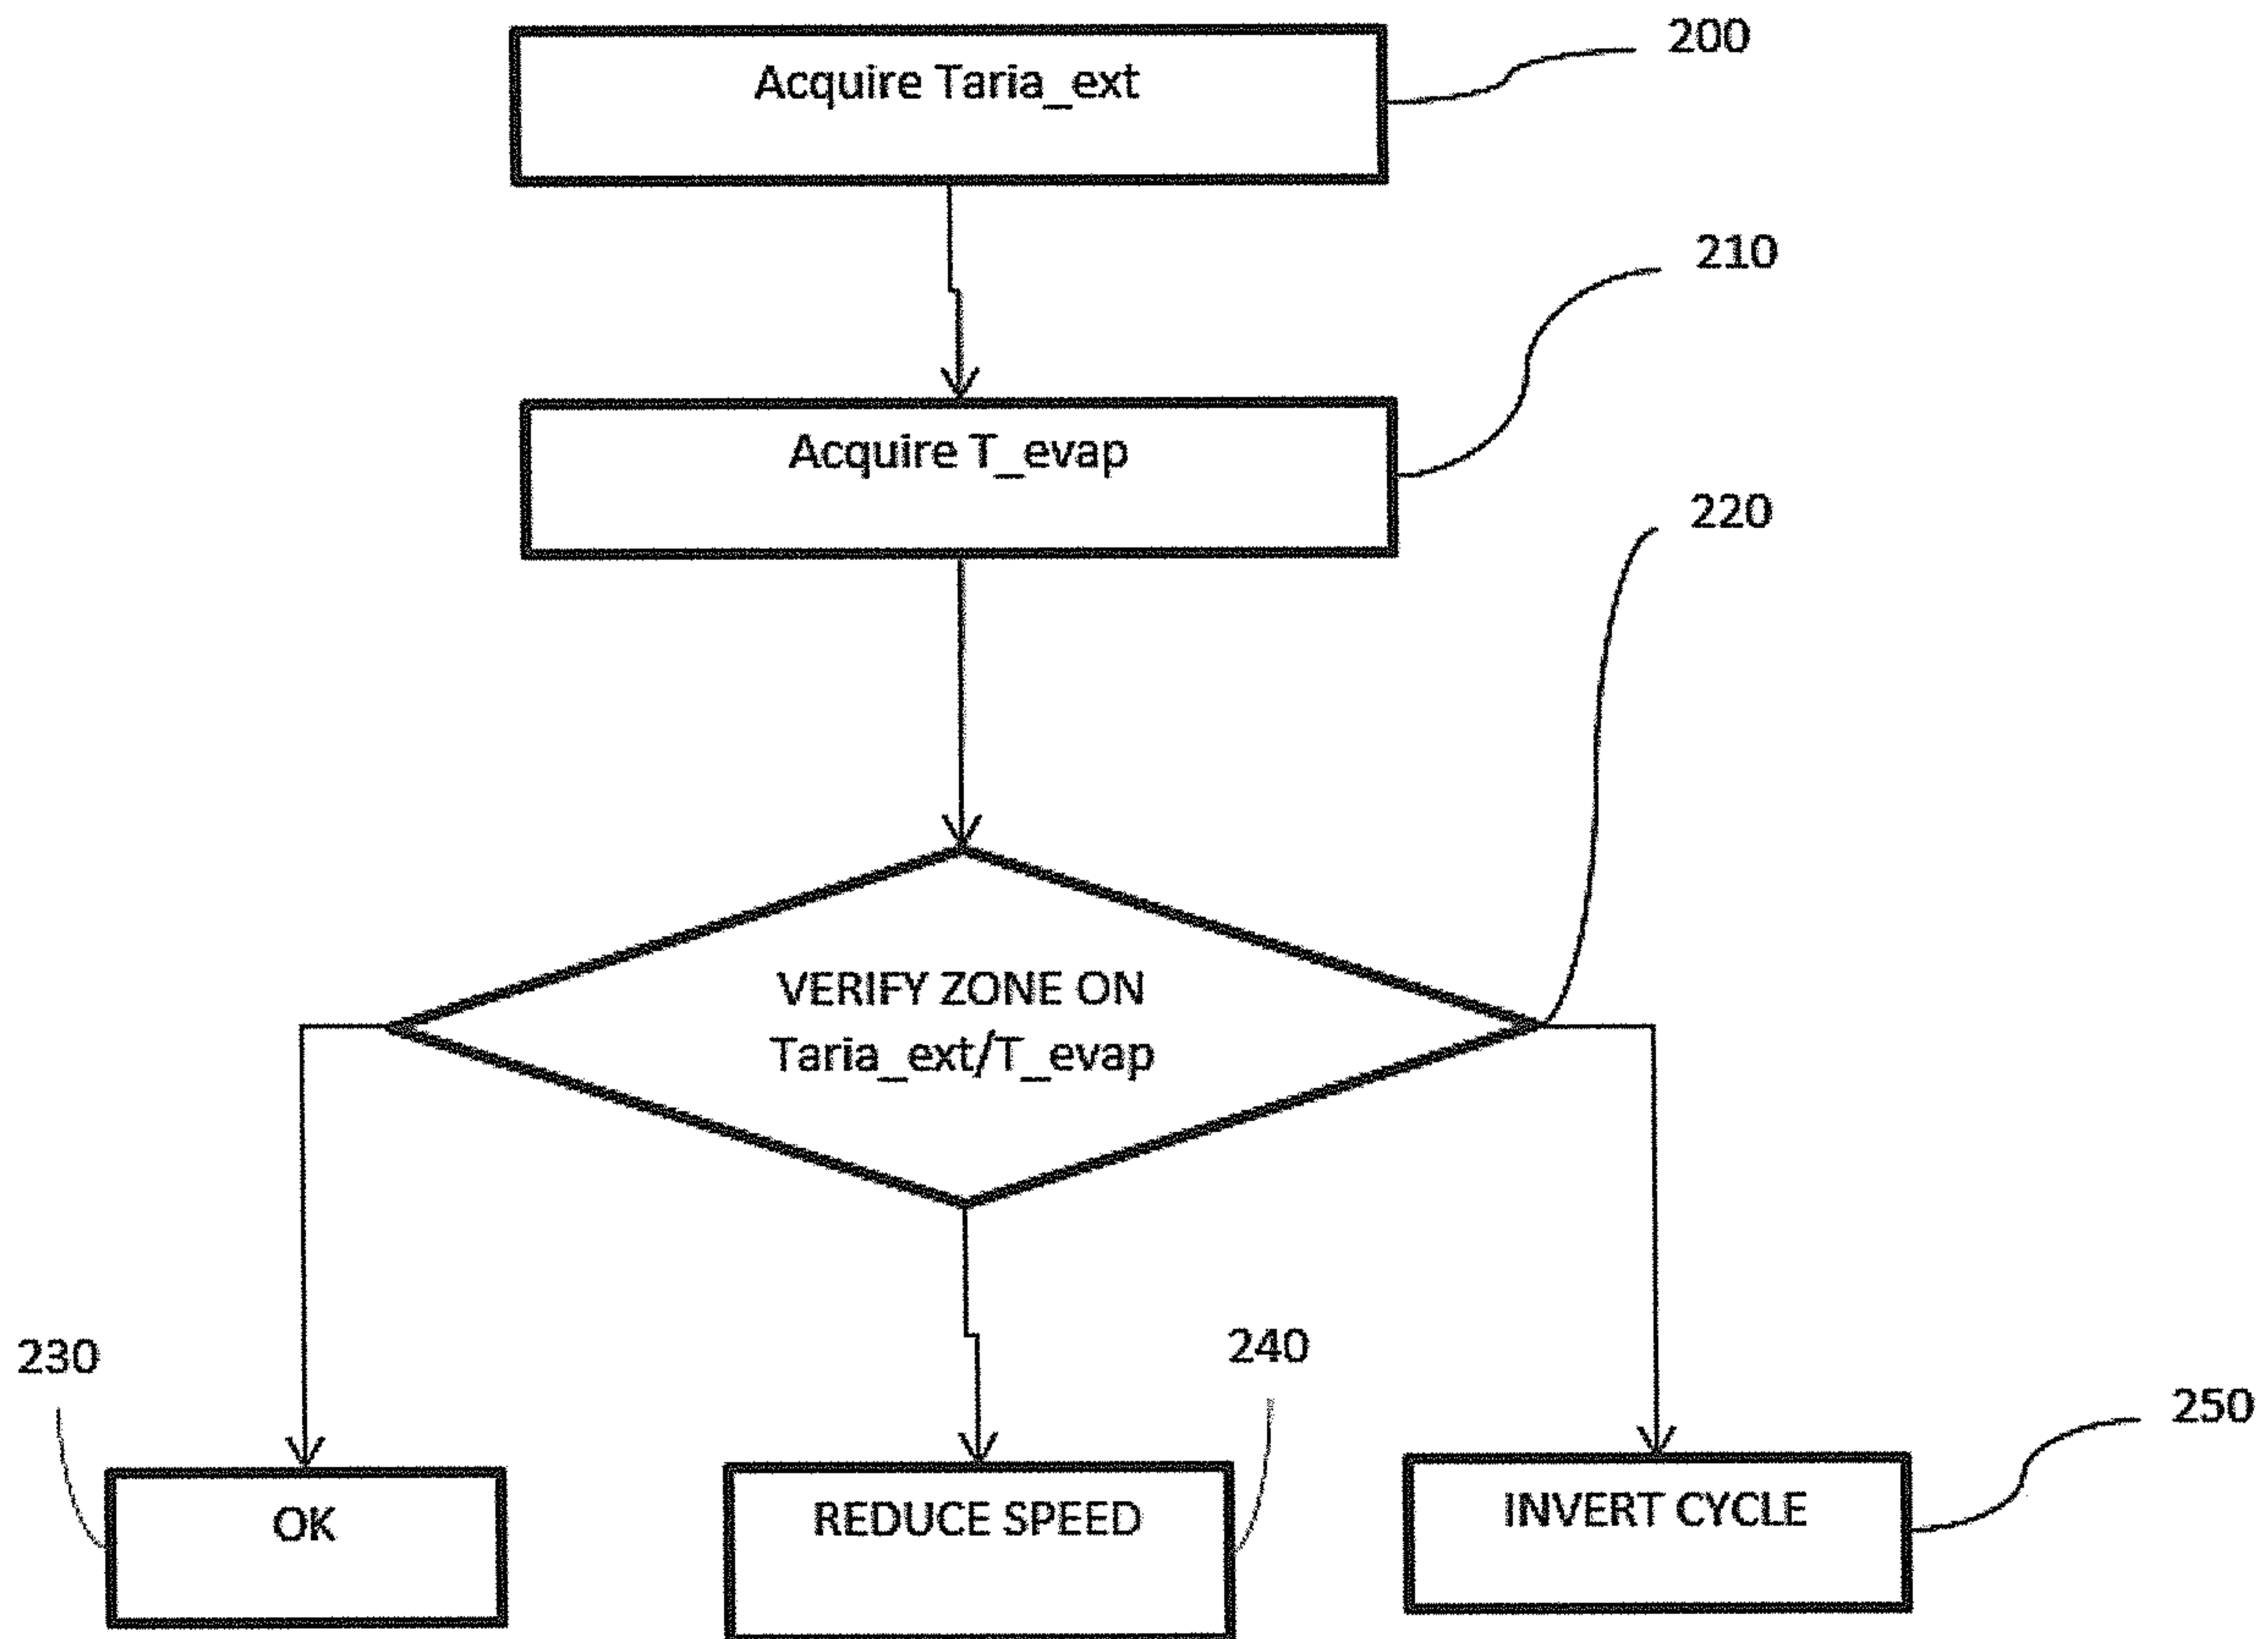 200
Acquire Taria_ext
210
Acquire T_evap
220
VERIFY ZONE ON
Taria_ext/T_evap
230
OK
240
REDUCE SPEED
250
INVERT CYCLE